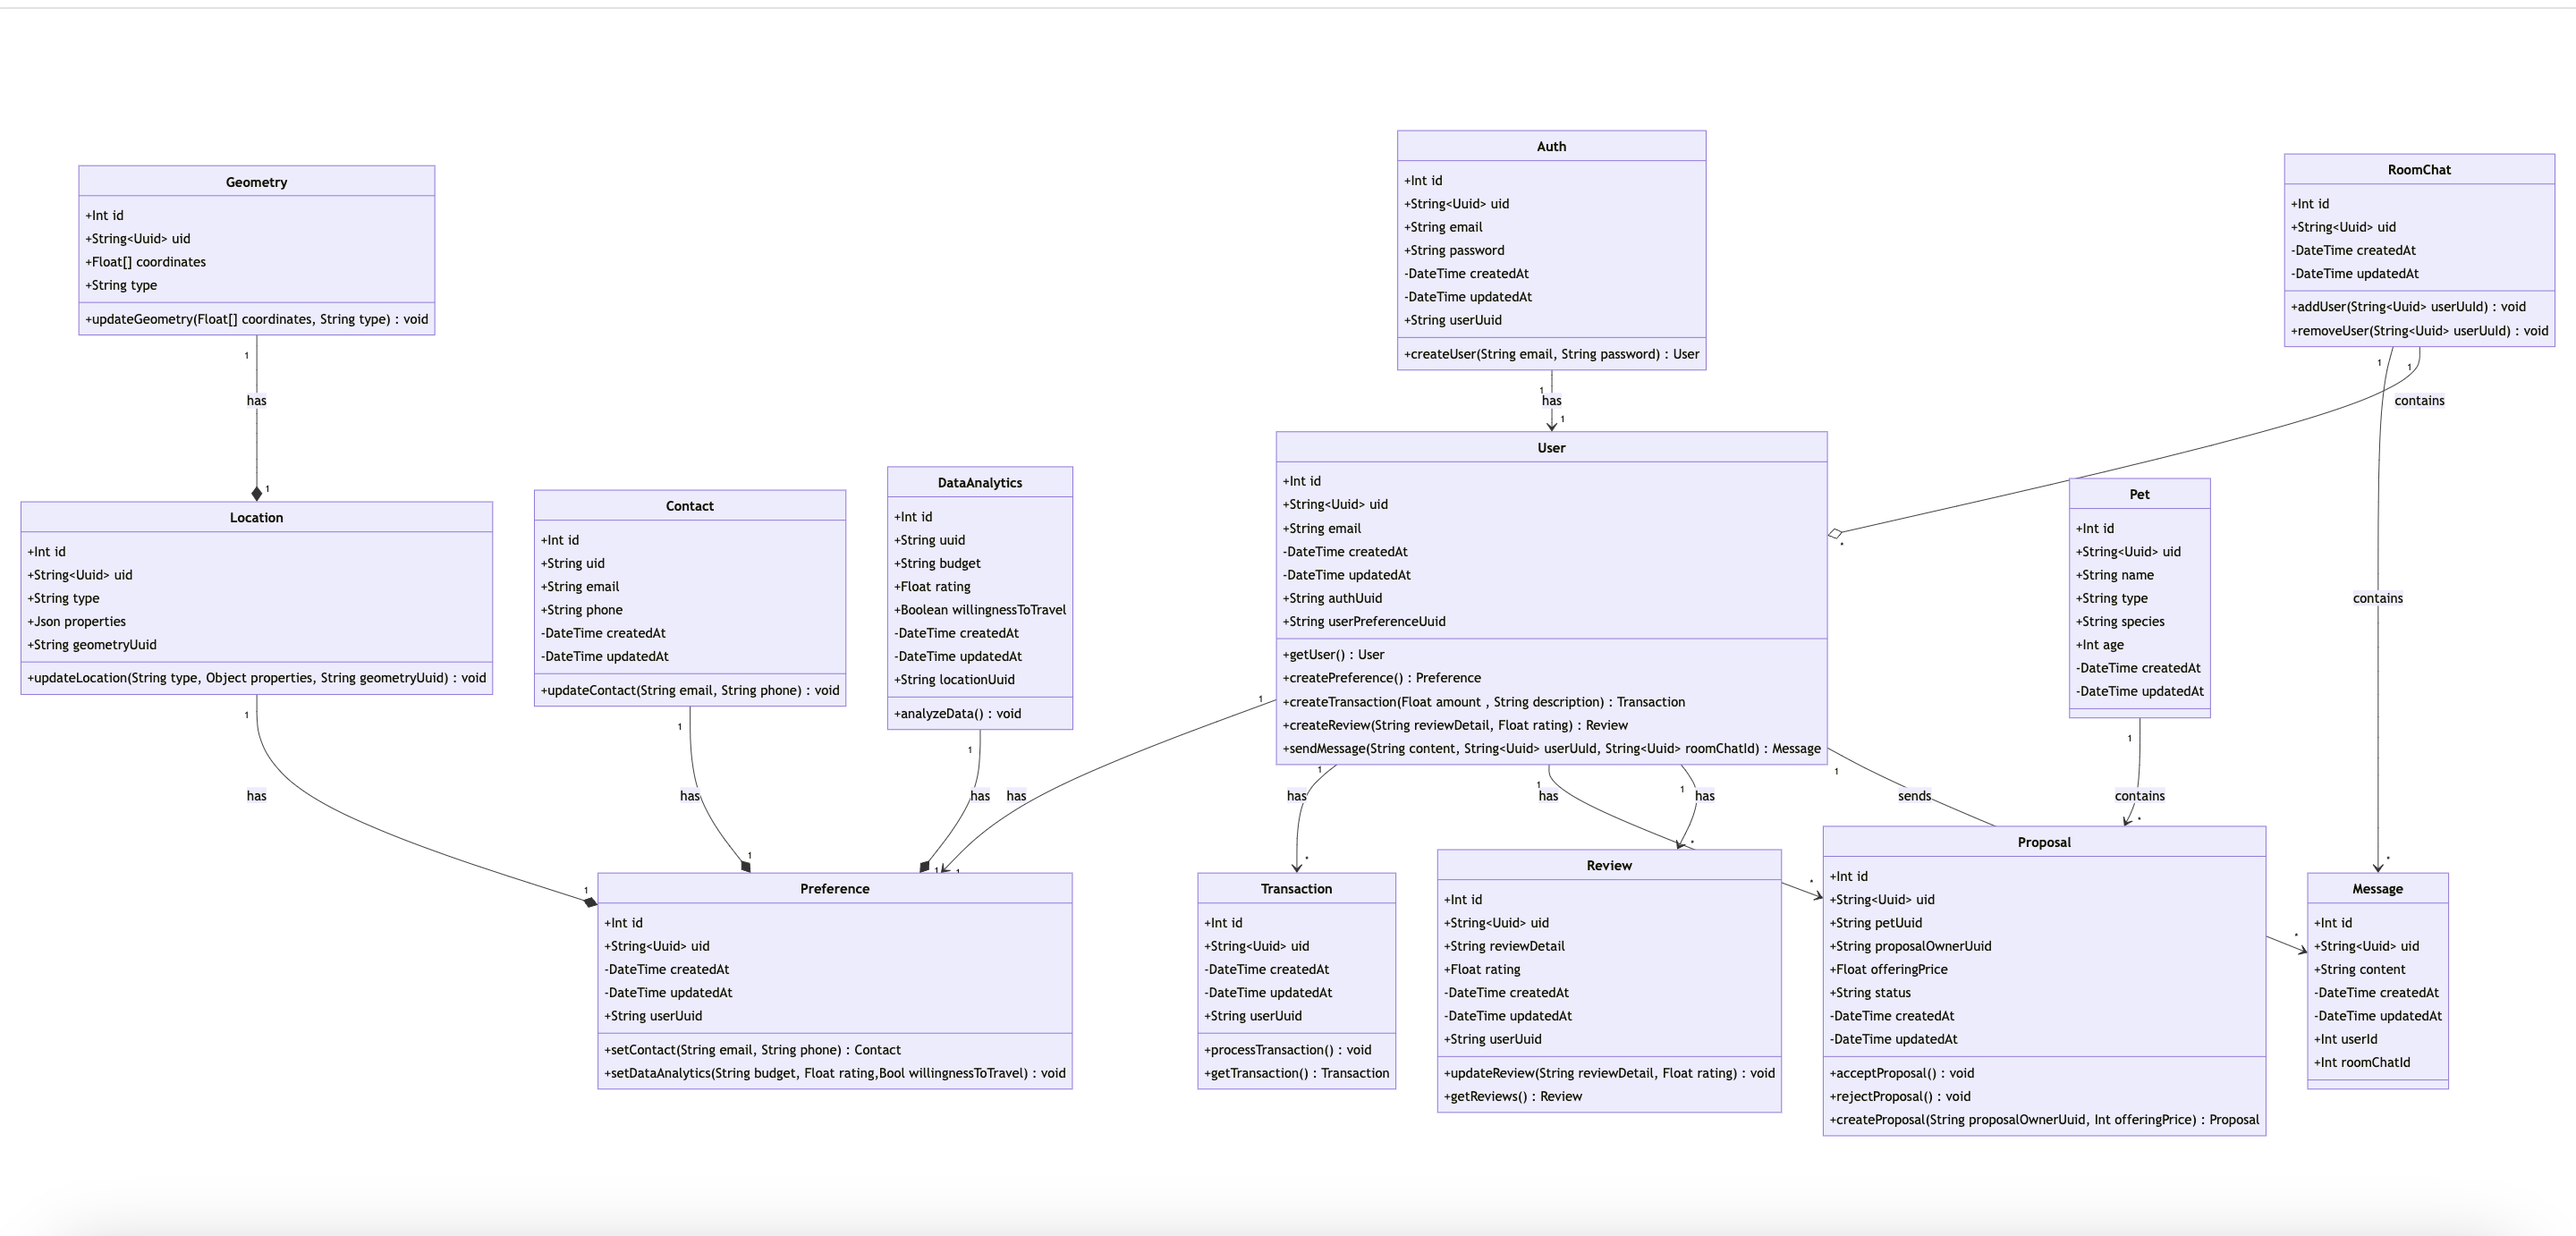 Geometry
+Int id
+String<Uuid> uid
+Float[] coordinates
+String type
+updateGeometry(Float[] coordinates, String type) : void
Auth
+Int id
+String<Uuid> uid
+String email
+String password
-DateTime createdAt
-DateTime updatedAt
+String userUuid
+createUser(String email, String password) : User
RoomChat
+Int id
+String<Uuid> uid
-DateTime createdAt
-DateTime updatedAt
+addUser(String<Uuid> userUuId) : void
+removeUser(String<Uuid> userUuId) : void
1
has
1
1
has
1
1
1
contains
*
contains
*
Location
+Int id
+String<Uuid> uid
+String type
+Json properties
+String geometryUuid
+updateLocation(String type, Object properties, String geometryUuid) : void
Contact
+Int id
+String uid
+String email
+String phone
-DateTime createdAt
-DateTime updatedAt
+updateContact(String email, String phone) : void
DataAnalytics
+Int id
+String uuid
+String budget
+Float rating
+Boolean willingnessToTravel
-DateTime createdAt
-DateTime updatedAt
+String locationUuid
+analyzeData() : void
User
+Int id
+String<Uuid> uid
+String email
-DateTime createdAt
-DateTime updatedAt
+String authUuid
+String userPreferenceUuid
+getUser() : User
+createPreference() : Preference
+createTransaction(Float amount , String description) : Transaction
+createReview(String reviewDetail, Float rating) : Review
+sendMessage(String content, String<Uuid> userUuId, String<Uuid> roomChatId) : Message
Pet
+Int id
+String<Uuid> uid
+String name
+String type
+String species
+Int age
-DateTime createdAt
-DateTime updatedAt
1
has
1
1
has
1
1
has
1
1
has
1
1
has
*
1
has
*
1
has
*
1
sends
*
1
contains
*
Preference
+Int id
+String<Uuid> uid
-DateTime createdAt
-DateTime updatedAt
+String userUuid
+setContact(String email, String phone) : Contact
+setDataAnalytics(String budget, Float rating,Bool willingnessToTravel) : void
Transaction
+Int id
+String<Uuid> uid
-DateTime createdAt
-DateTime updatedAt
+String userUuid
+processTransaction() : void
+getTransaction() : Transaction
Review
+Int id
+String<Uuid> uid
+String reviewDetail
+Float rating
-DateTime createdAt
-DateTime updatedAt
+String userUuid
+updateReview(String reviewDetail, Float rating) : void
+getReviews() : Review
Proposal
+Int id
+String<Uuid> uid
+String petUuid
+String proposalOwnerUuid
+Float offeringPrice
+String status
-DateTime createdAt
-DateTime updatedAt
+acceptProposal() : void
+rejectProposal() : void
+createProposal(String proposalOwnerUuid, Int offeringPrice) : Proposal
Message
+Int id
+String<Uuid> uid
+String content
-DateTime createdAt
-DateTime updatedAt
+Int userId
+Int roomChatId